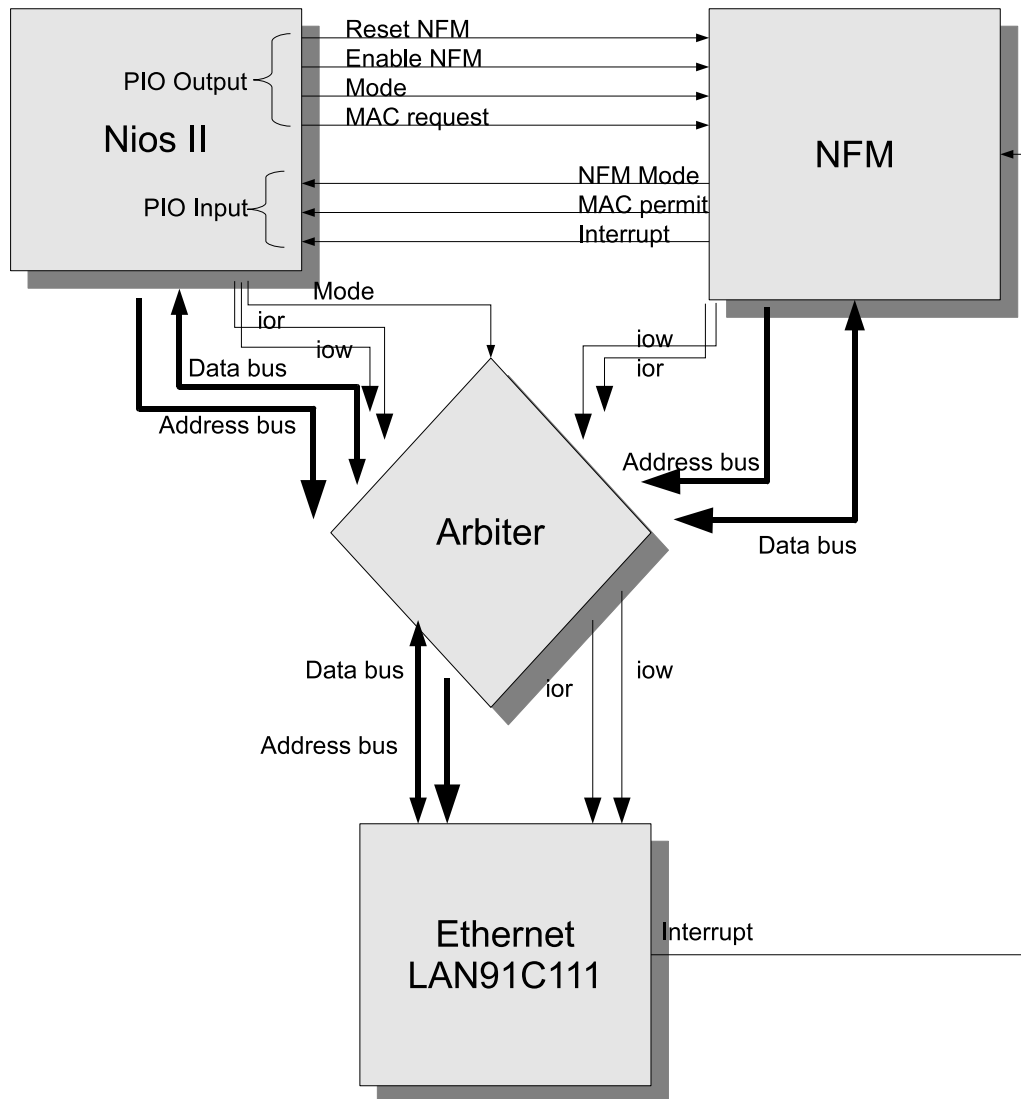 Reset NFM
Enable NFM
PIO Output
Mode
MAC request
Nios II
NFM
NFM Mode
PIO Input
MAC permit
Interrupt
Mode
ior
iow
iow
ior
Data bus
Address bus
Address bus
Arbiter
Data bus
Data bus
iow
ior
Address bus
Ethernet
LAN91C111
Interrupt